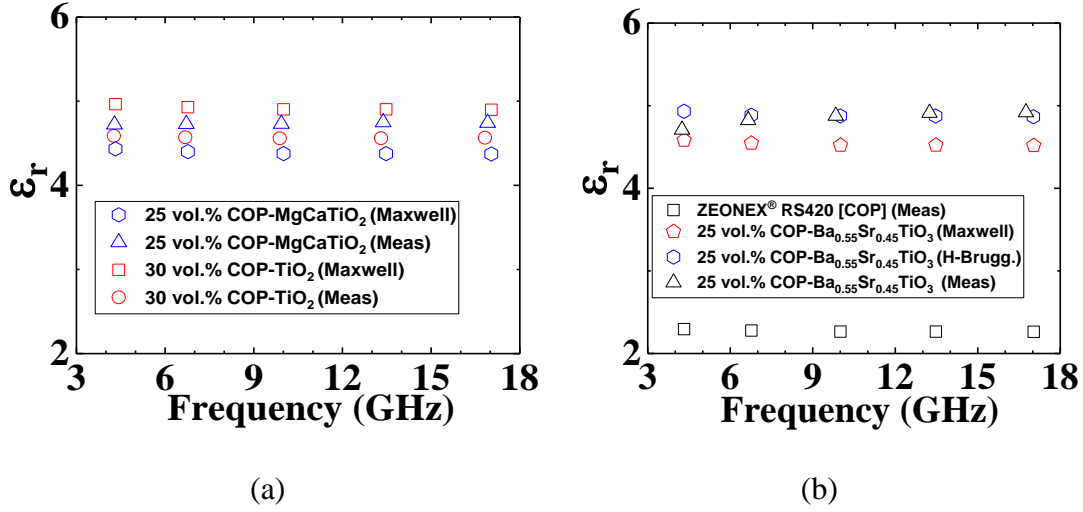 6
4
2
εr
3 6 9 12 15 18
Frequency (GHz)
25 vol.% COP-MgCaTiO2 (Maxwell)
25 vol.% COP-MgCaTiO2 (Meas)
30 vol.% COP-TiO2 (Maxwell)
30 vol.% COP-TiO2 (Meas)
(a)
6
4
2
εr
3 6 9 12 15 18
Frequency (GHz)
ZEONEX® RS420 [COP] (Meas)
25 vol.% COP-Ba0.55Sr0.45TiO3 (Maxwell)
25 vol.% COP-Ba0.55Sr0.45TiO3 (H-Brugg.)
25 vol.% COP-Ba0.55Sr0.45TiO3 (Meas)
(b)